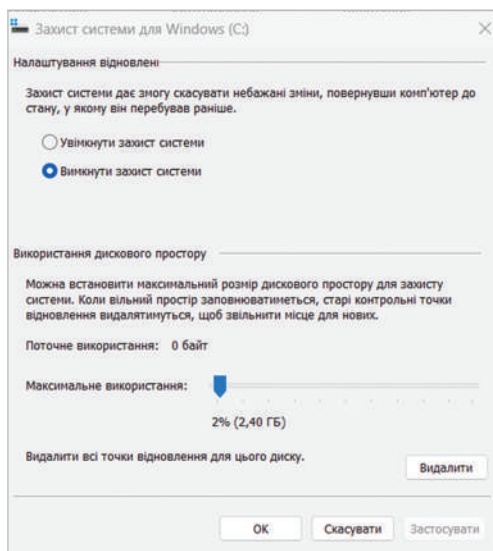 Захист системи для Windows (C:)
Налаштування відновлені
Захист системи дає змогу скасувати небажані зміни, повернувши комп'ютер до
стану, у якому він перебував раніше.
Увімкнути захист системи
Вимкнути захист системи
Використання дискового простору
Можна встановити максимальний розмір дискового простору для захисту
системи. Коли вільний простір заповнюватиметься, старі контрольні точки
відновлення видалятимуться, щоб звільнити місце для нових.
Поточне використання: 0 байт
Максимальне використання:
2% (2,40 ГБ)
Видалити всі точки відновлення для цього диску.
Видалити
ОК
Скасувати
Застосувати